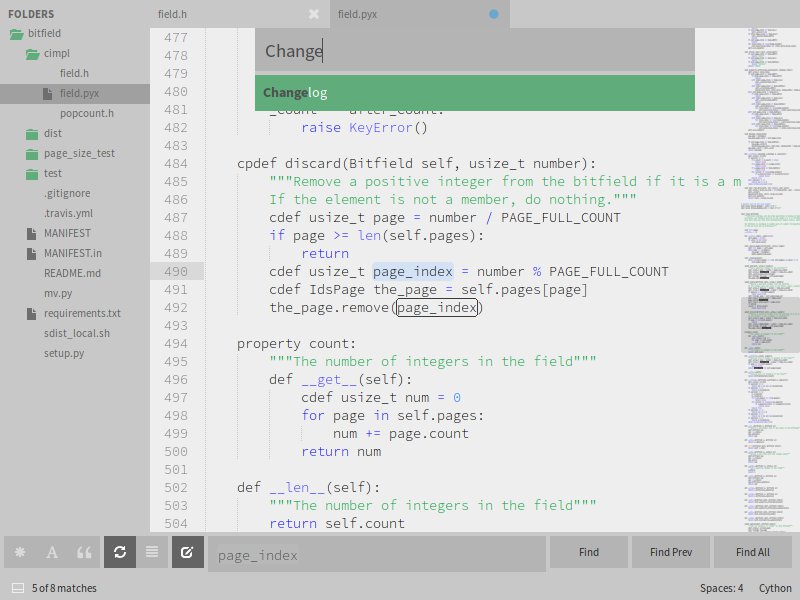 FOLDERS
bitfield
cimpl
field.h
field.pyx
popcount.h
dist
page_size_test
test
.gitignore
.travis.yml
MANIFEST
MANIFEST.in
README.md
mv.py
requirements.txt
sdist_local.sh
setup.py
field.h
field.pyx
Change
Changelog
477
478
479
480
481
482 raise KeyError()
483
484 cpdef discard(Bitfield self, usize_t number):
485 """Remove a positive integer from the bitfield if it is a m
486 If the element is not a member, do nothing."""
487 cdef usize_t page = number / PAGE_FULL_COUNT
488 if page >= len(self.pages):
489 return
490 cdef usize_t page_index = number % PAGE_FULL_COUNT
491 cdef IdsPage the_page = self.pages[page]
492 the_page.remove(page_index)
493
494 property count:
495 """The number of integers in the field"""
496 def __get__(self):
497 cdef usize_t num = 0
498 for page in self.pages:
499 num += page.count
500 return num
501
502 def __len__(self):
503 """The number of integers in the field"""
504 return self.count
page_index
Find
Find Prev
Find All
5 of 8 matches
Spaces: 4
Cython